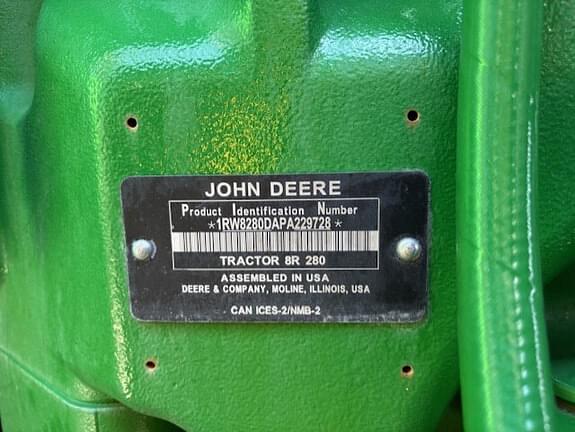 JOHN DEERE
Product Identification Number
*1RW8280DAPA229728*
TRACTOR 8R 280
ASSEMBLED IN USA
DEERE & COMPANY, MOLINE, ILLINOIS, USA
CAN ICES-2/NMB-2